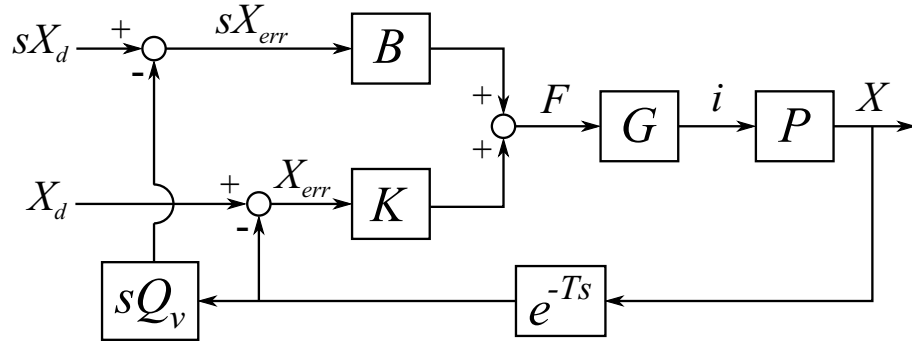 sX_d + sX_err B
-
+ F G i P X
+
X_d + X_err K
-
sQ_v e^{-Ts}